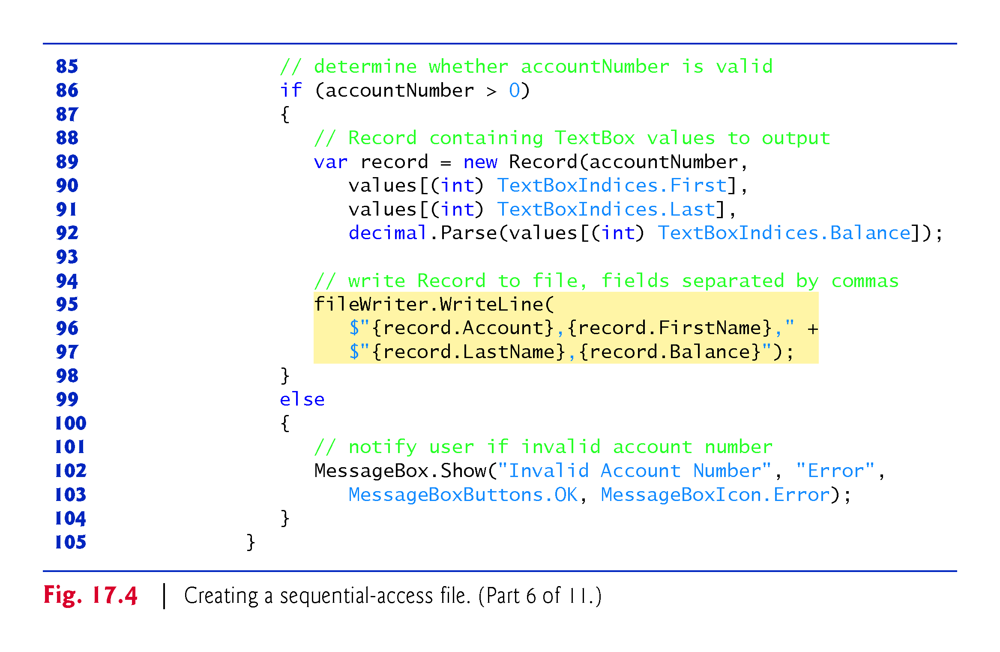 85 // determine whether accountNumber is valid
86 if (accountNumber > 0)
87 {
88 // Record containing TextBox values to output
89 var record = new Record(accountNumber,
90 values[(int) TextBoxIndices.First],
91 values[(int) TextBoxIndices.Last],
92 decimal.Parse(values[(int) TextBoxIndices.Balance]);
93
94 // write Record to file, fields separated by commas
95 fileWriter.WriteLine(
96 $"{record.Account},{record.FirstName}," +
97 $"{record.LastName},{record.Balance}");
98 }
99 else
100 {
101 // notify user if invalid account number
102 MessageBox.Show("Invalid Account Number", "Error",
103 MessageBoxButtons.OK, MessageBoxIcon.Error);
104 }
105 }
Fig. 17.4 | Creating a sequential-access file. (Part 6 of 11.)